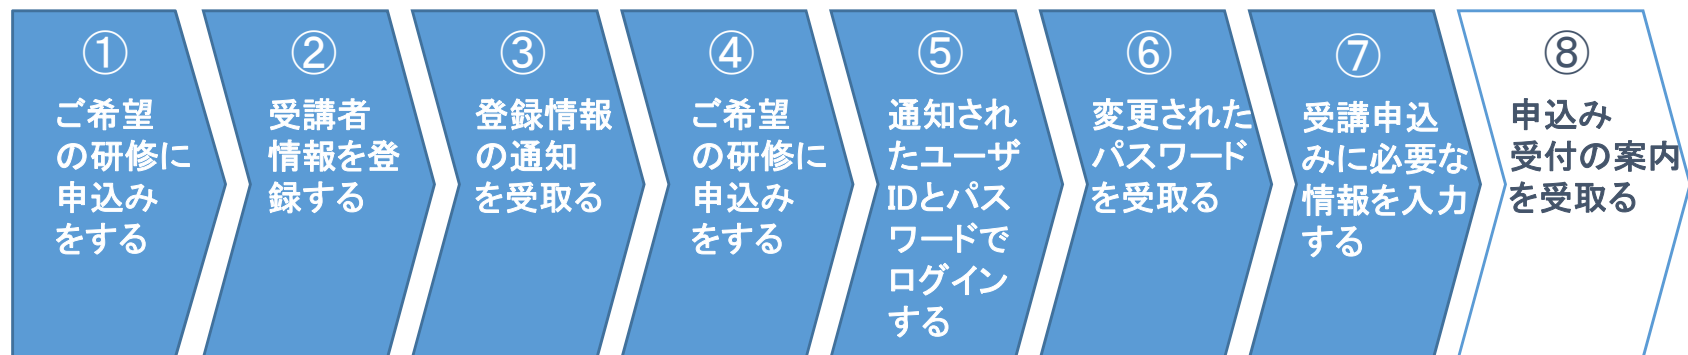 ①
ご希望
の研修に
申込み
をする
②
受講者
情報を登
録する
③
登録情報
の通知
を受取る
④
ご希望
の研修に
申込み
をする
⑤
通知され
たユーザ
IDとパス
ワードで
ログイン
する
⑥
変更された
パスワード
を受取る
⑦
受講申込
みに必要な
情報を入力
する
⑧
申込み
受付の案内
を受取る